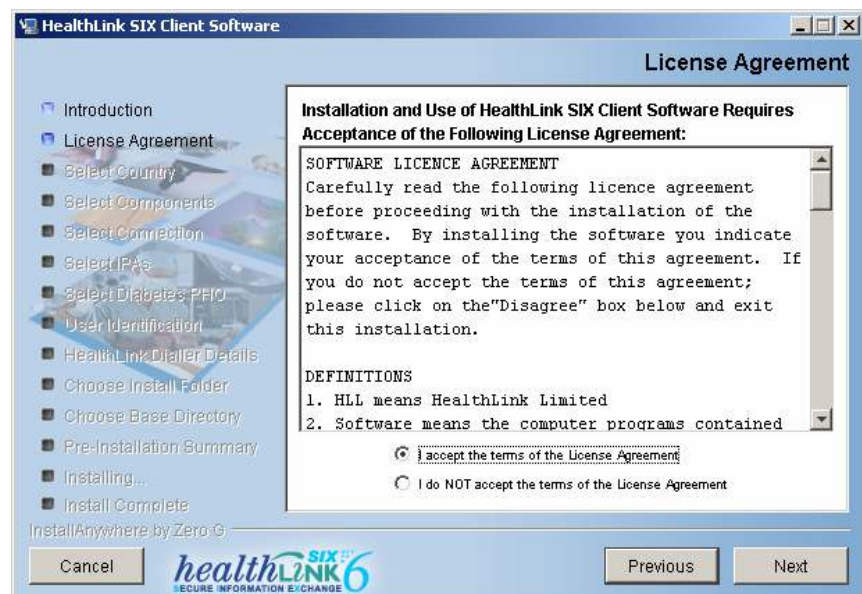 HealthLink SIX Client Software
License Agreement
Introduction
License Agreement
Select Country
Select Components
Select Connection
Select IPAs
Select Diabetes PHO
User Identification
HealthLink Dialler Details
Choose Install Folder
Choose Base Directory
Pre-Installation Summary
Installing...
Install Complete
Installation and Use of HealthLink SIX Client Software Requires
Acceptance of the Following License Agreement:
SOFTWARE LICENCE AGREEMENT
Carefully read the following licence agreement
before proceeding with the installation of the
software.  By installing the software you indicate
your acceptance of the terms of this agreement.  If
you do not accept the terms of this agreement;
please click on the"Disagree" box below and exit
this installation.
DEFINITIONS
1. HLL means HealthLink Limited
2. Software means the computer programs contained
I accept the terms of the License Agreement
I do NOT accept the terms of the License Agreement
InstallAnywhere by Zero G
Cancel
healthLINK SIX 6
SECURE INFORMATION EXCHANGE
Previous
Next